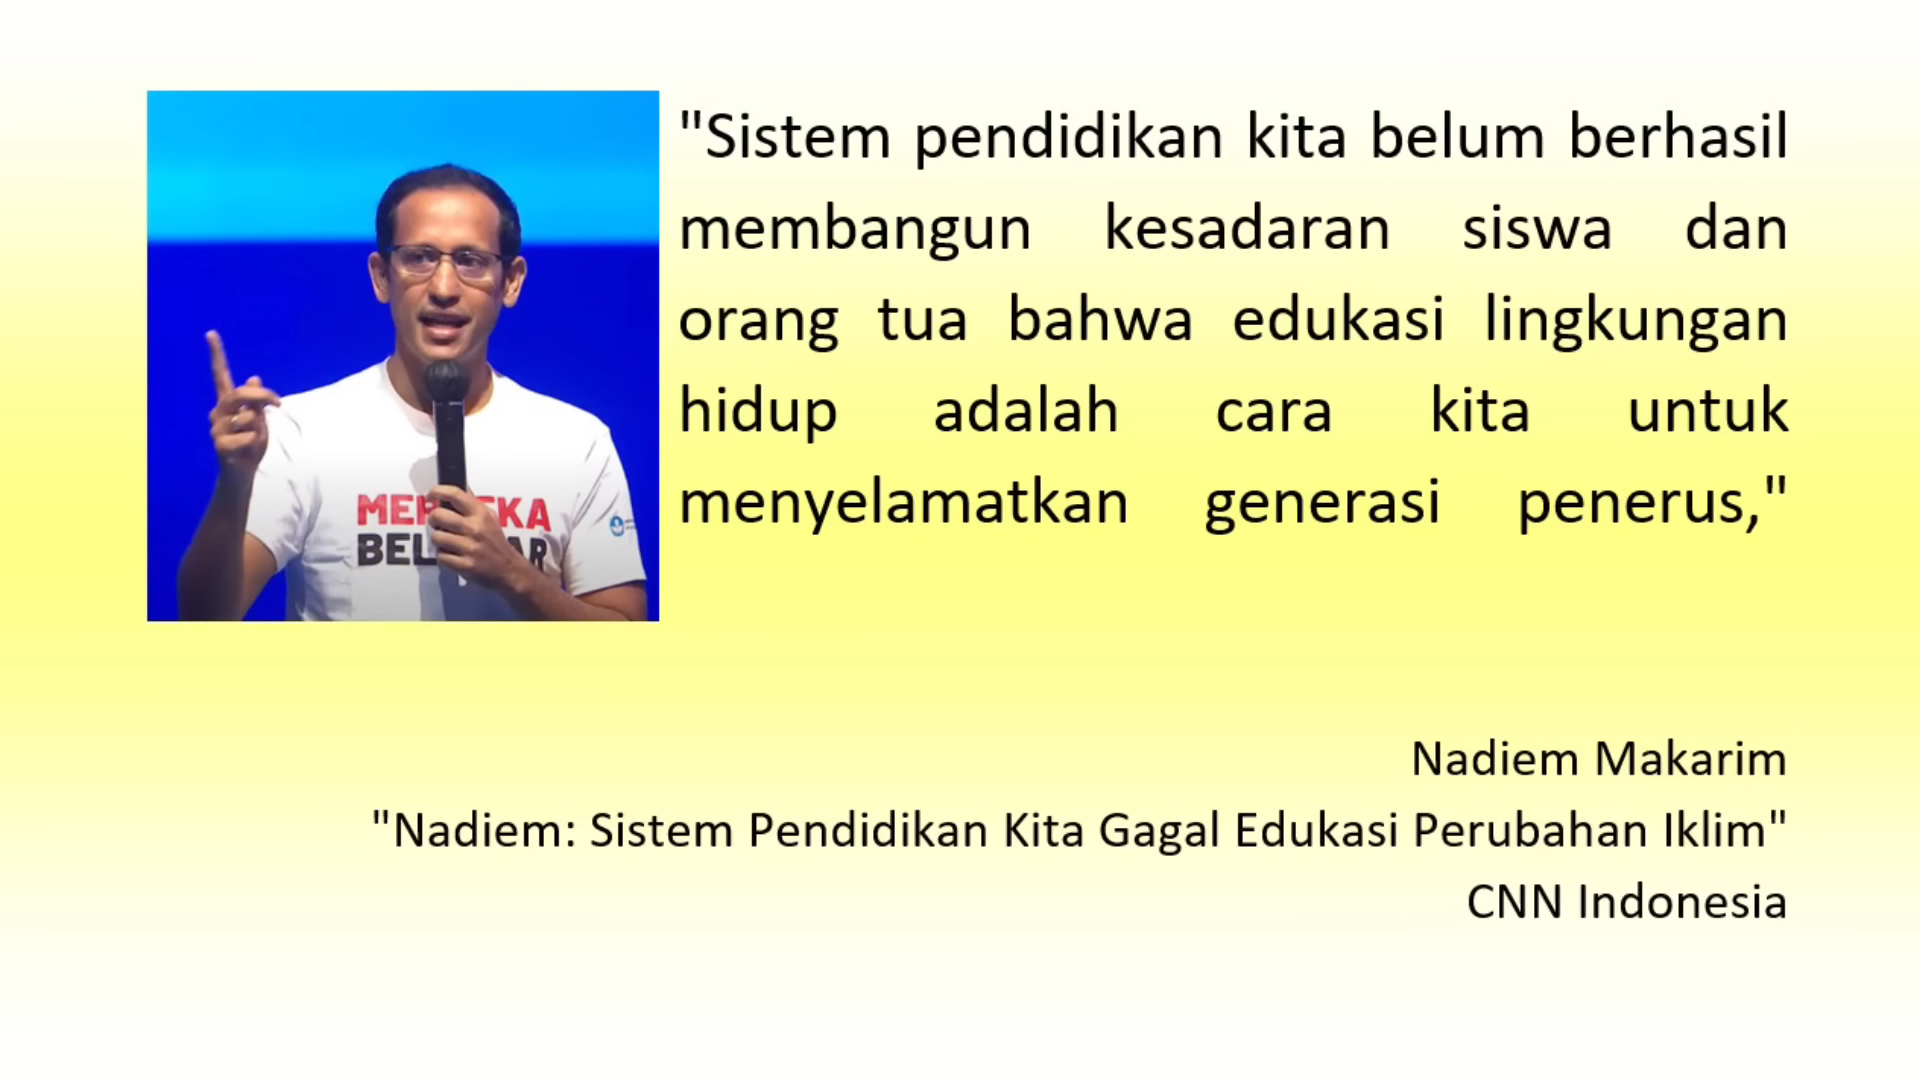 "Sistem pendidikan kita belum berhasil
membangun kesadaran siswa dan
orang tua bahwa edukasi lingkungan
hidup adalah cara kita untuk
menyelamatkan generasi penerus,"
Nadiem Makarim
"Nadiem: Sistem Pendidikan Kita Gagal Edukasi Perubahan Iklim"
CNN Indonesia